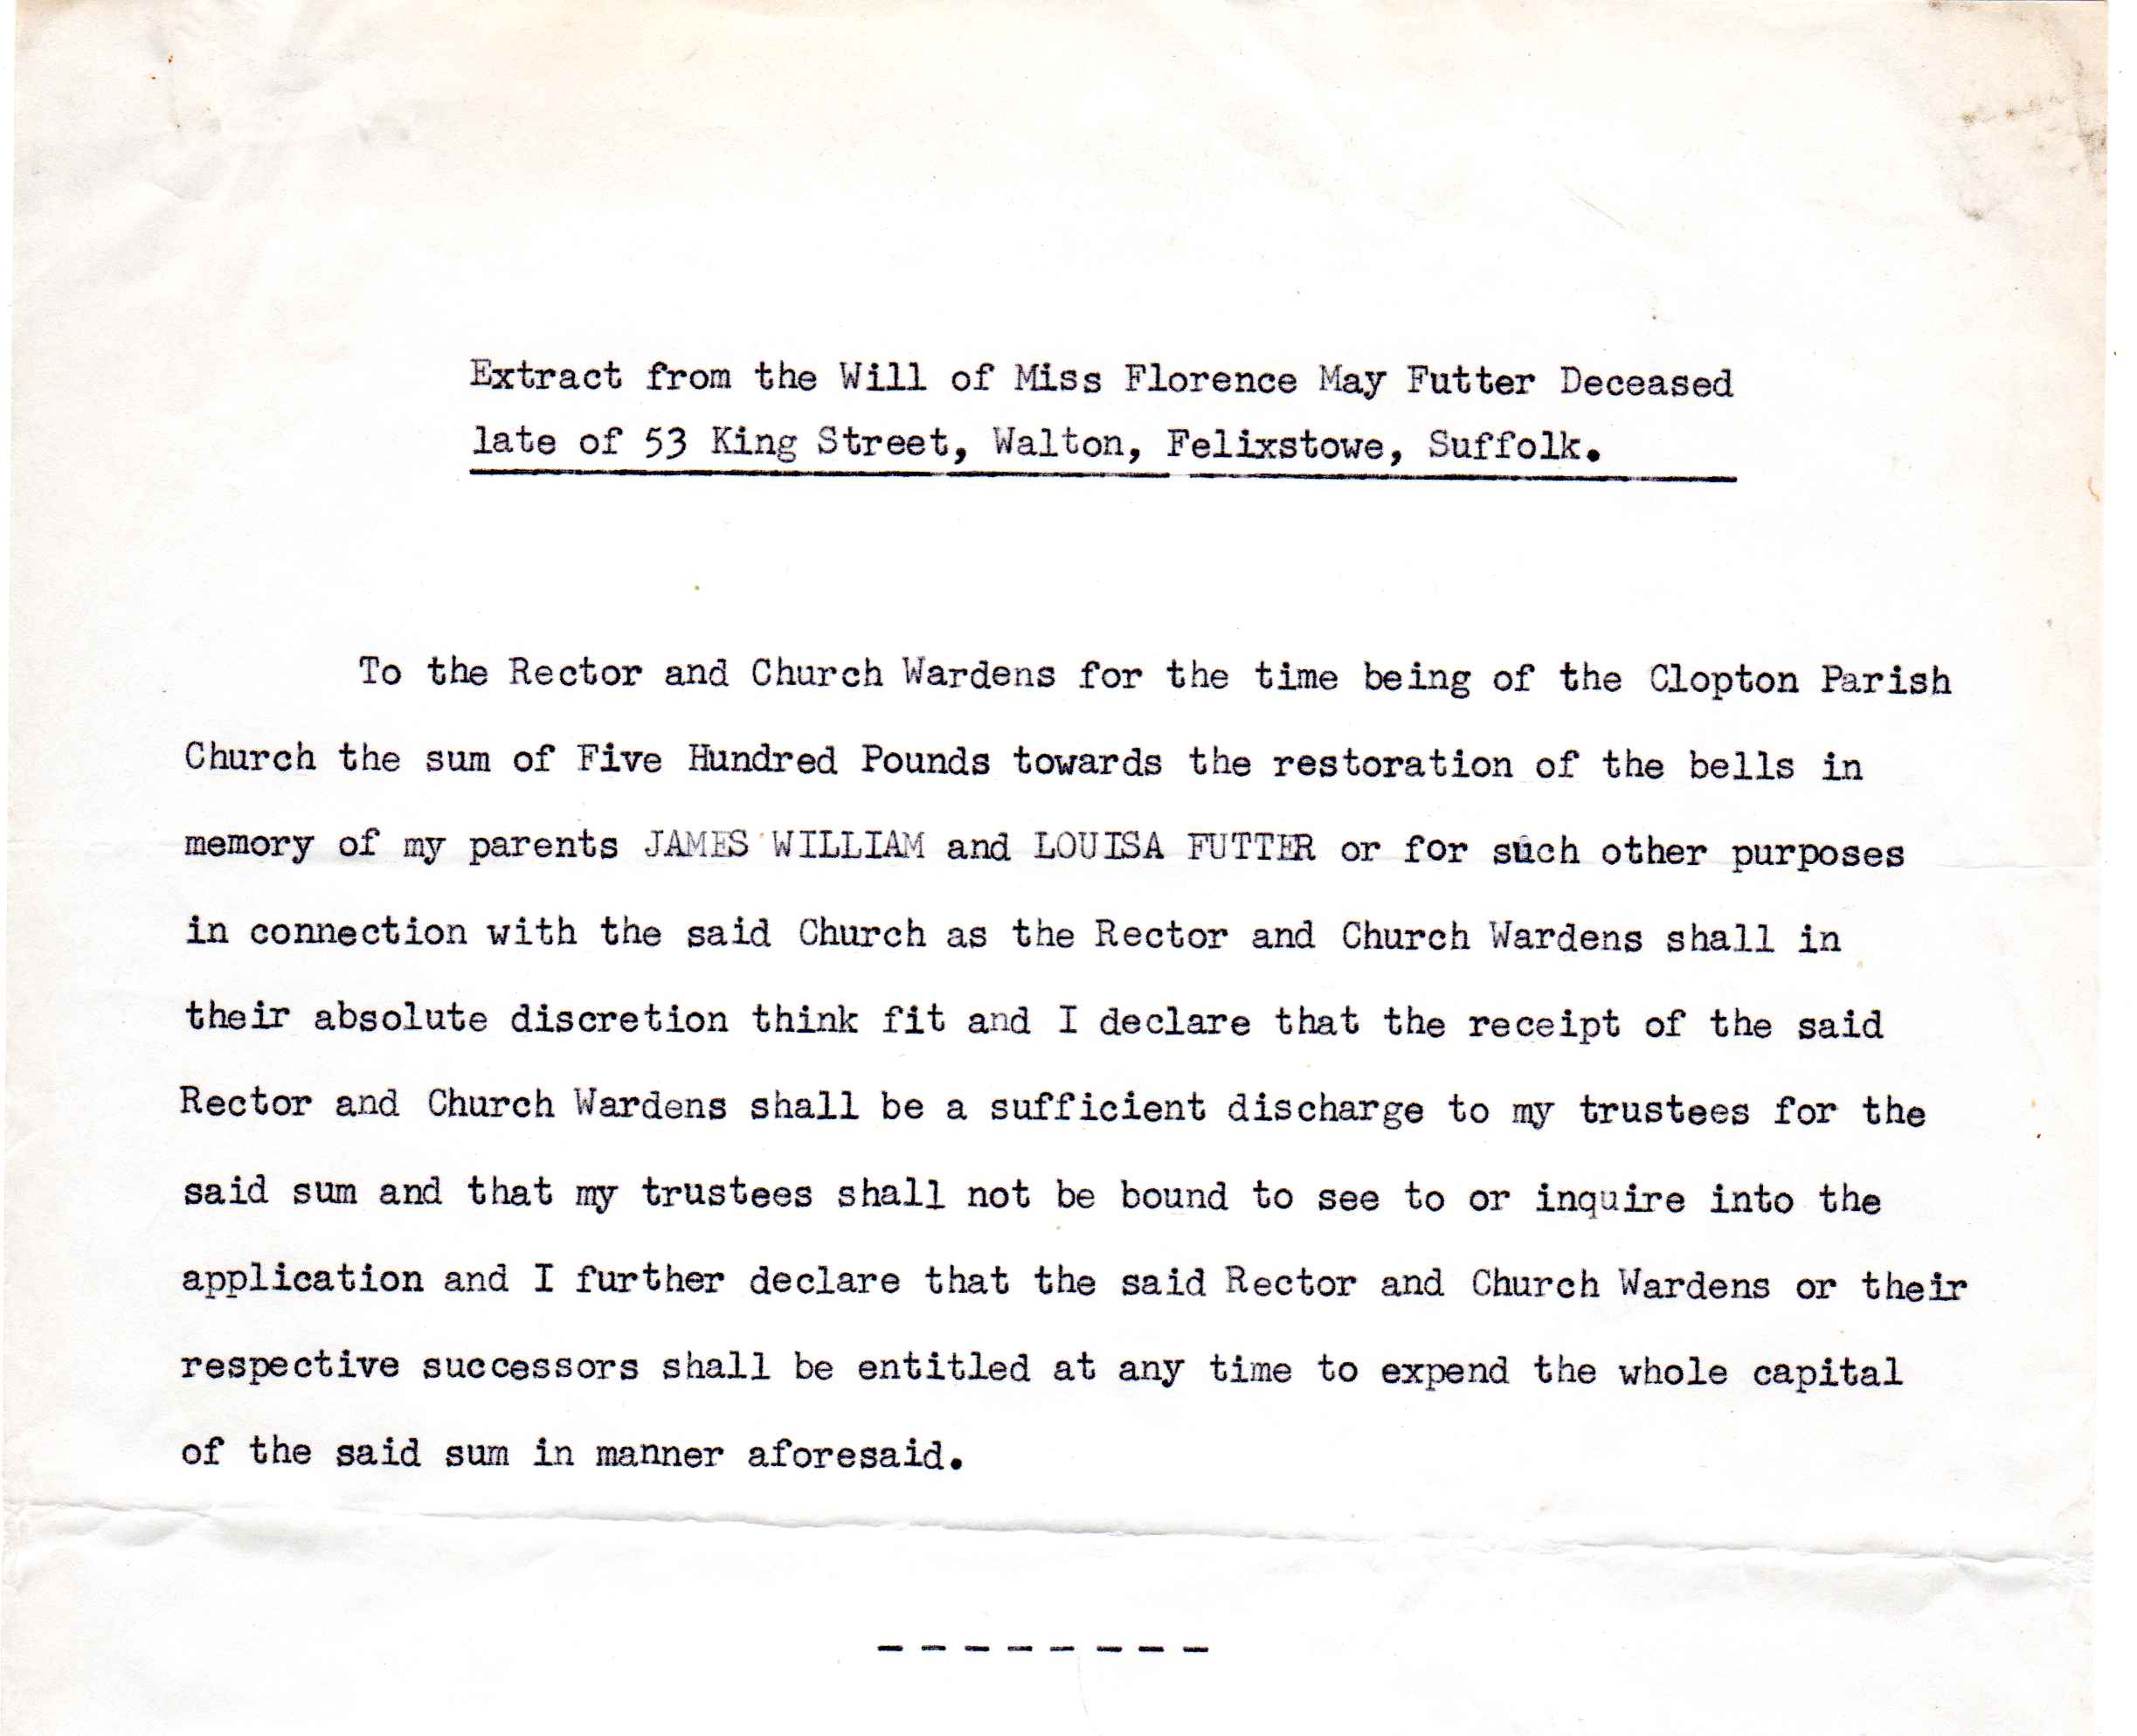 Extract from the Will of Miss Florence May Futter Deceased
late of 53 King Street, Walton, Felixstowe, Suffolk.
To the Rector and Church Wardens for the time being of the Clopton Parish
Church the sum of Five Hundred Pounds towards the restoration of the bells in
memory of my parents JAMES WILLIAM and LOUISA FUTTER or for such other purposes
in connection with the said Church as the Rector and Church Wardens shall in
their absolute discretion think fit and I declare that the receipt of the said
Rector and Church Wardens shall be a sufficient discharge to my trustees for the
said sum and that my trustees shall not be bound to see to or inquire into the
application and I further declare that the said Rector and Church Wardens or their
respective successors shall be entitled at any time to expend the whole capital
of the said sum in manner aforesaid.
- - - - - - - -